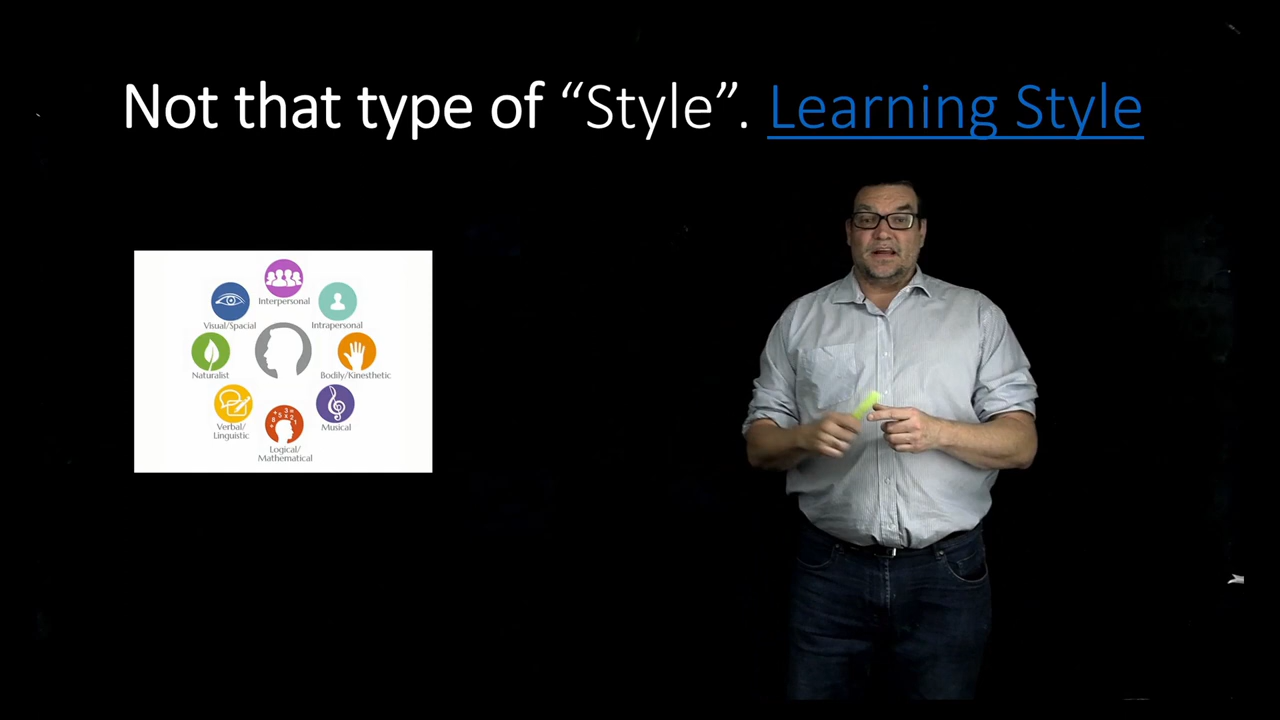 Not that type of “Style”. Learning Style
Interpersonal
Visual/Spacial
Intrapersonal
Naturalist
Bodily/Kinesthetic
Verbal/
Linguistic
Musical
Logical/
Mathematical